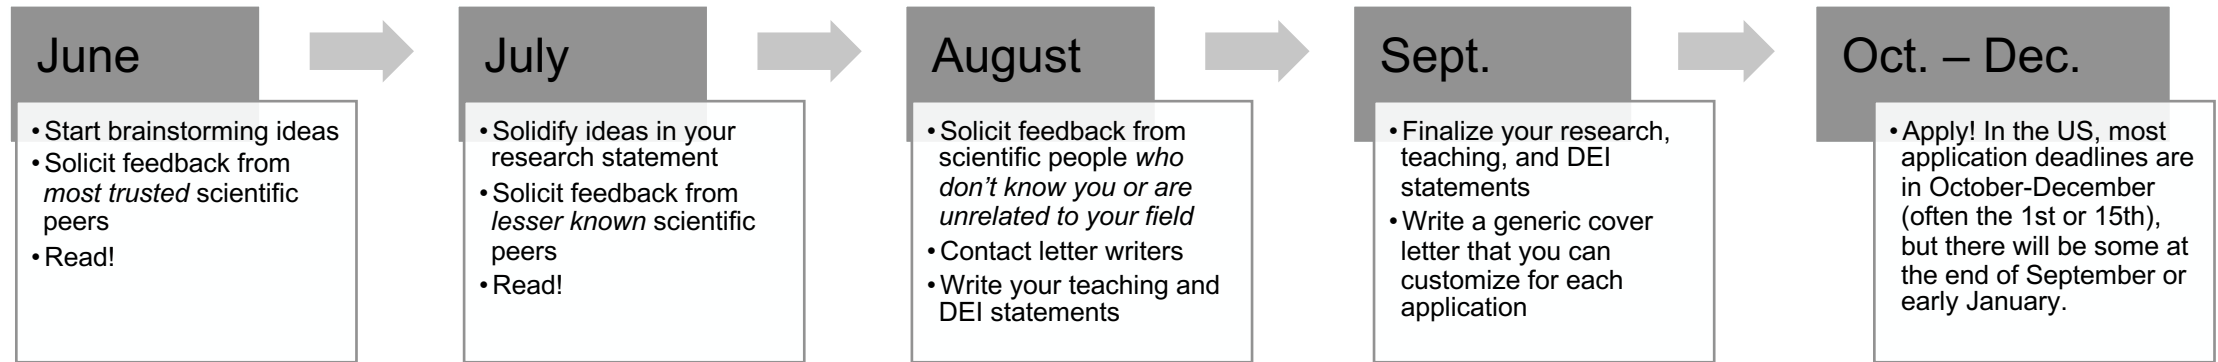 June
• Start brainstorming ideas
• Solicit feedback from
most trusted scientific
peers
• Read!
July
• Solidify ideas in your
research statement
• Solicit feedback from
lesser known scientific
peers
• Read!
August
• Solicit feedback from
scientific people who
don’t know you or are
unrelated to your field
• Contact letter writers
• Write your teaching and
DEI statements
Sept.
• Finalize your research,
teaching, and DEI
statements
• Write a generic cover
letter that you can
customize for each
application
Oct. – Dec.
• Apply! In the US, most
application deadlines are
in October-December
(often the 1st or 15th),
but there will be some at
the end of September or
early January.